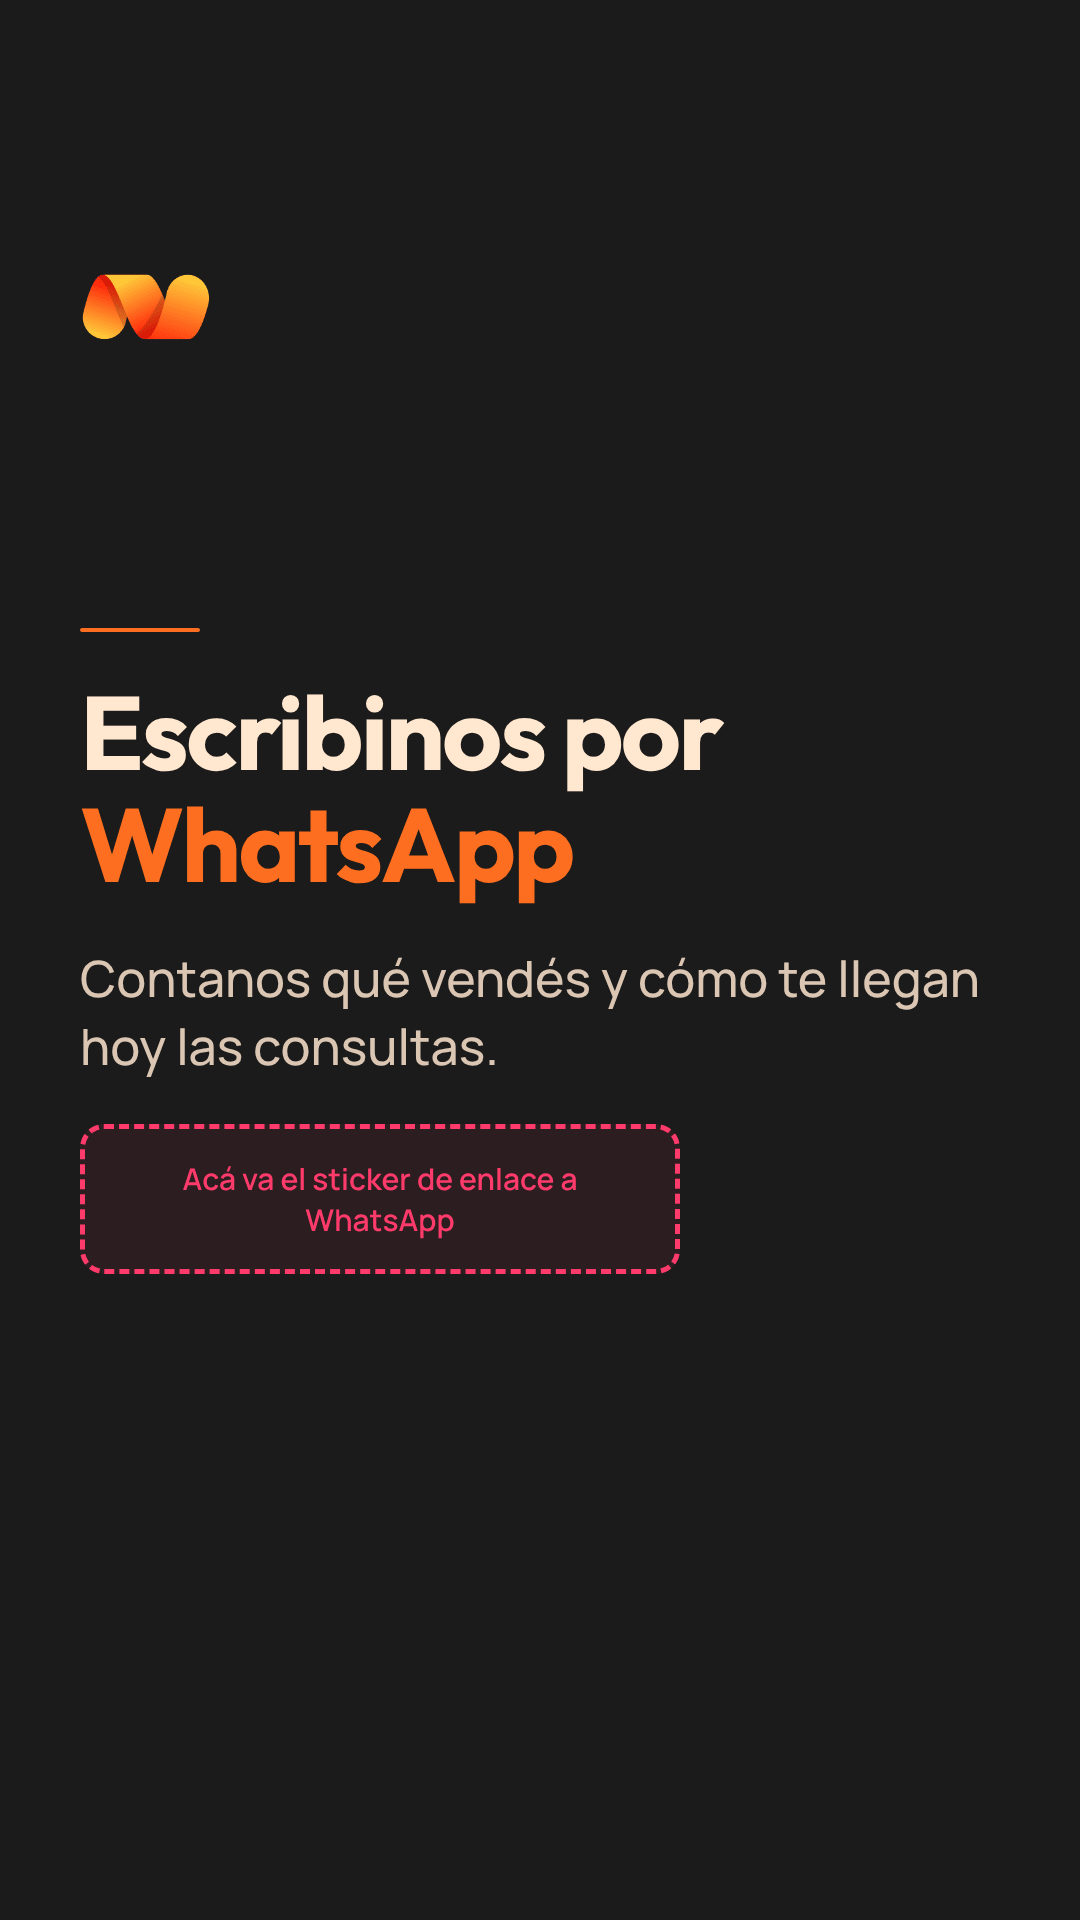 Escribinos por
WhatsApp
Contanos qué vendés y cómo te llegan
hoy las consultas.
Acá va el sticker de enlace a
WhatsApp